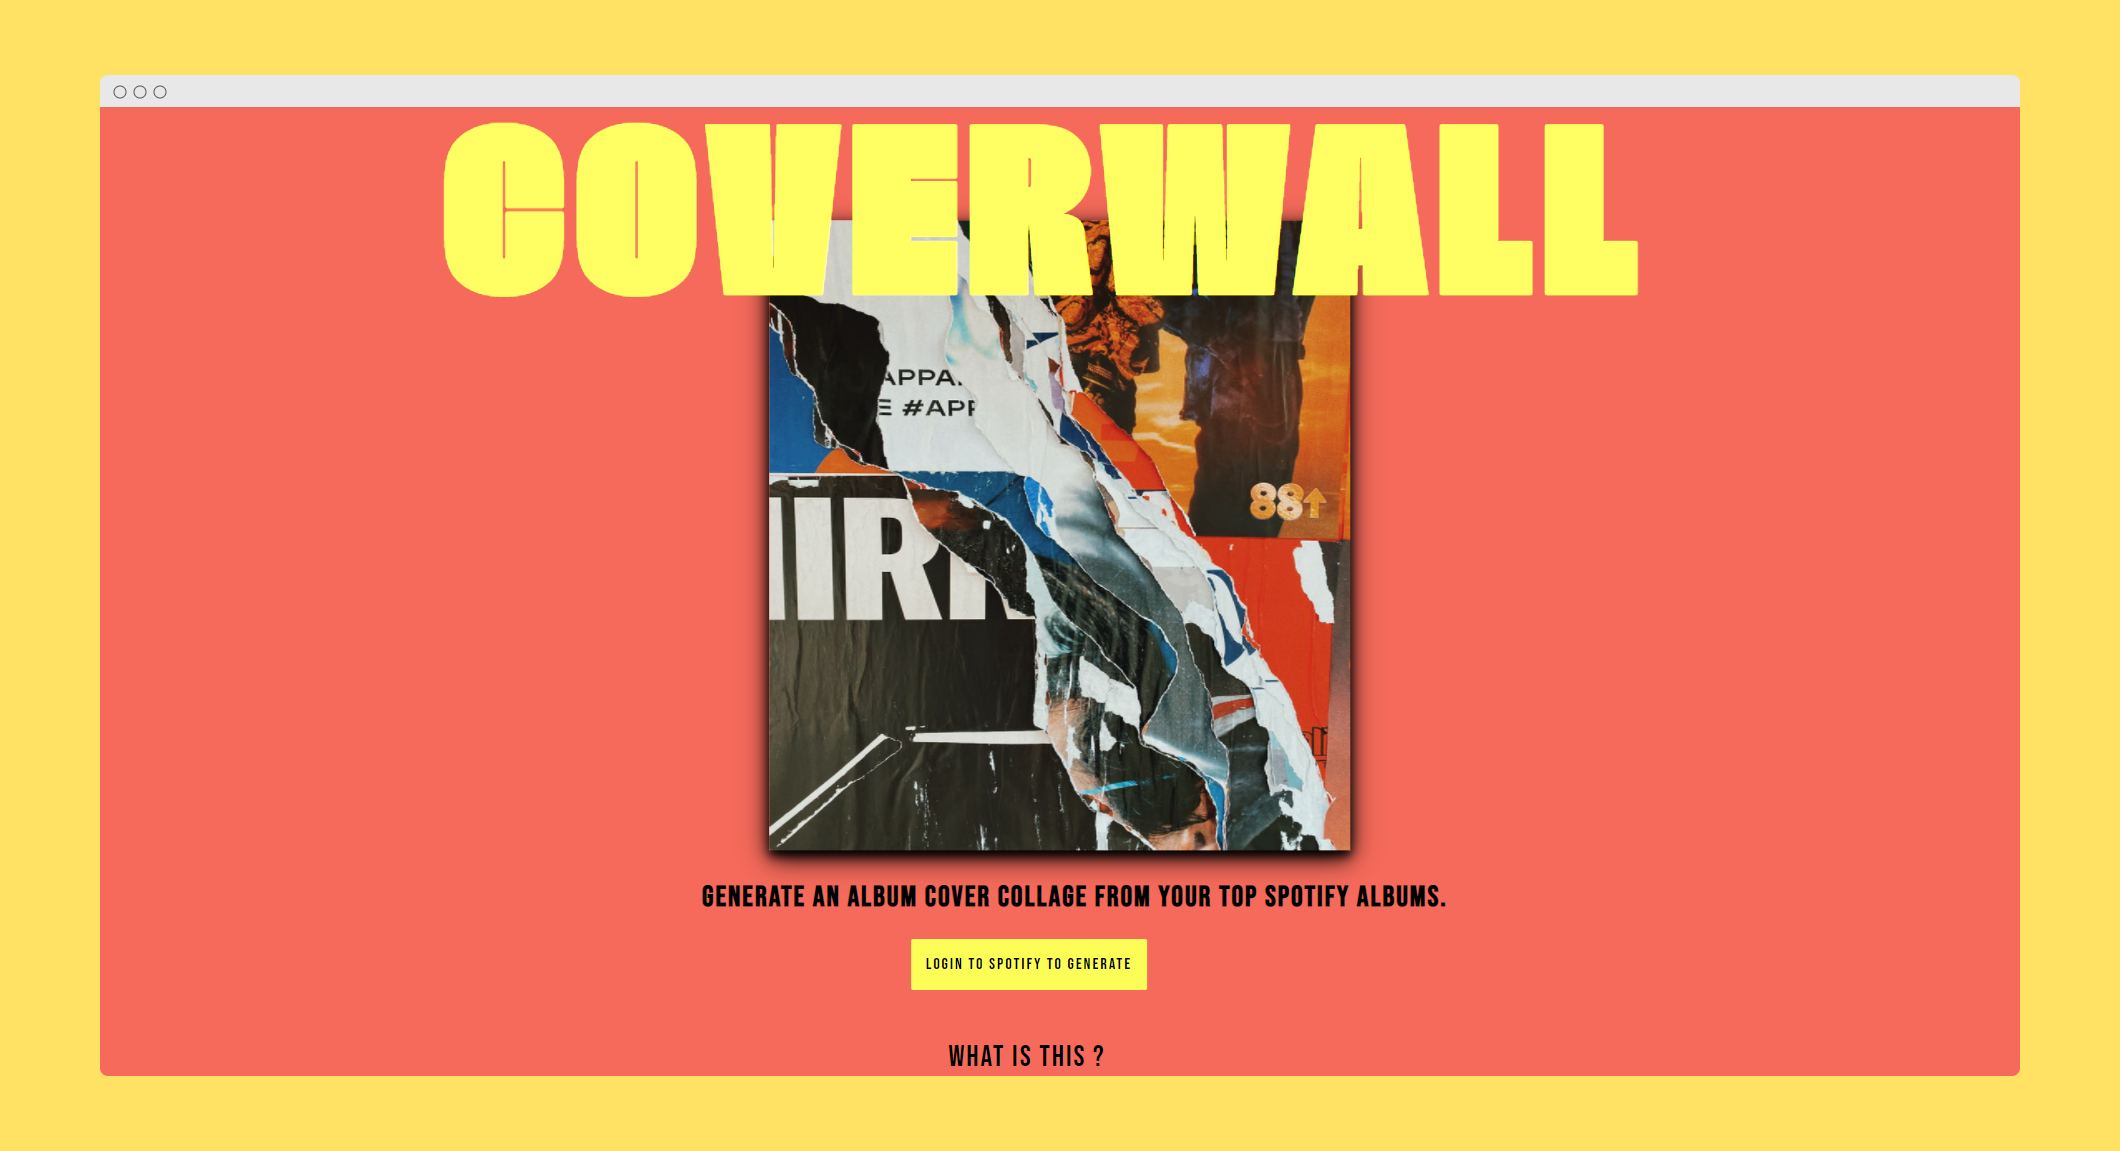 COVERWALL
APPA
E #APP
IRR
88↑
GENERATE AN ALBUM COVER COLLAGE FROM YOUR TOP SPOTIFY ALBUMS.
LOGIN TO SPOTIFY TO GENERATE
WHAT IS THIS ?